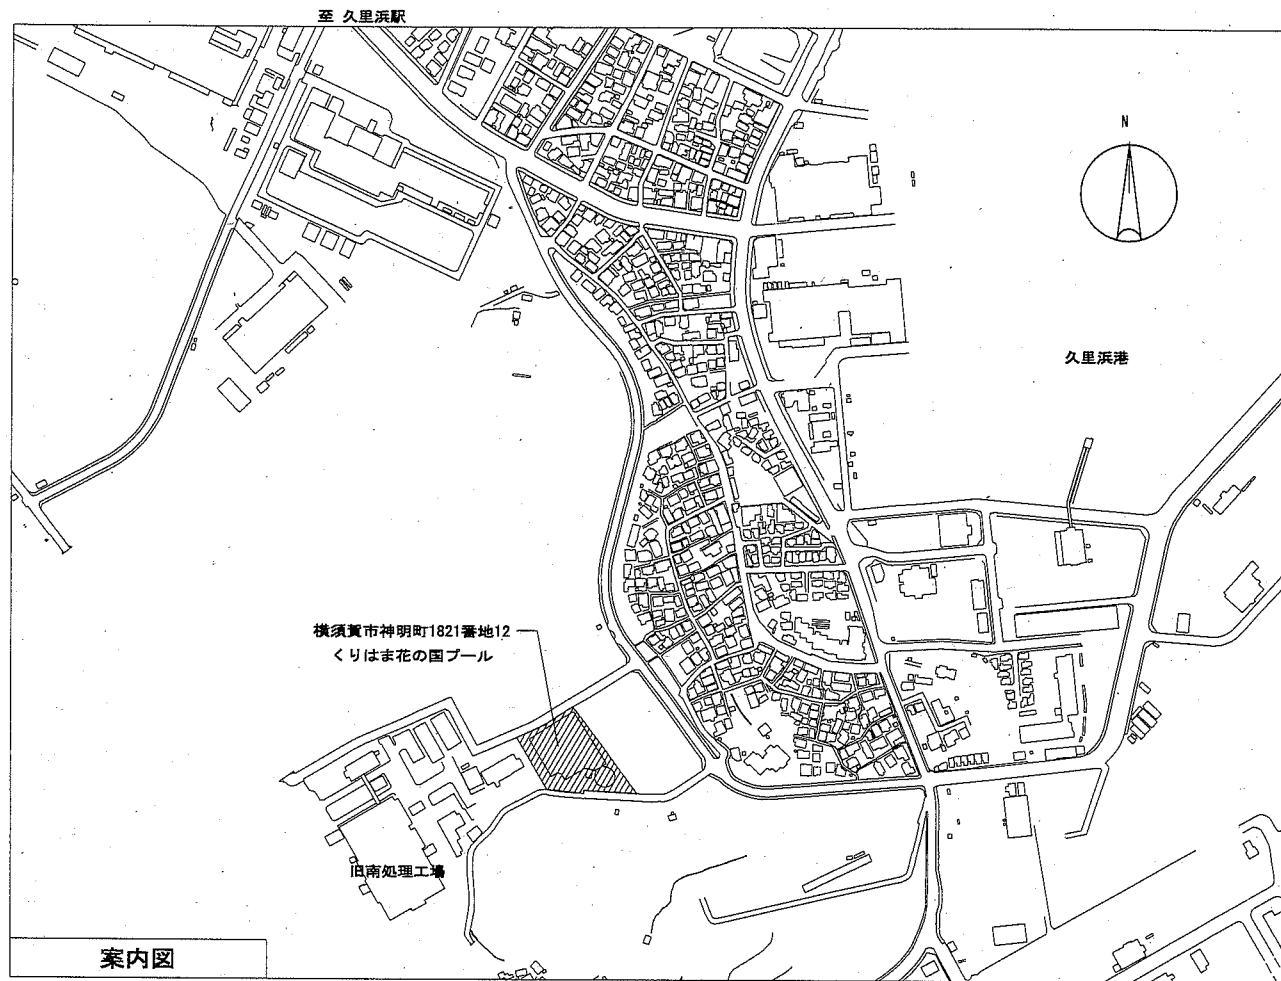 至 久里浜駅
N
久里浜港
横須賀市神明町1821番地12
くりはま花の国プール
旧南処理工場
案内図